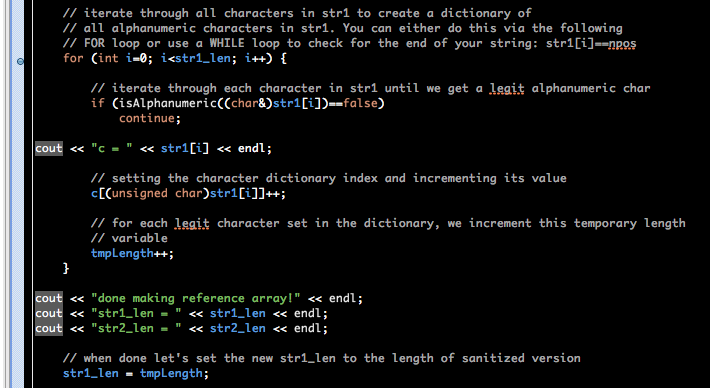 // iterate through all characters in str1 to create a dictionary of
// all alphanumeric characters in str1. You can either do this via the following
// FOR loop or use a WHILE loop to check for the end of your string: str1[i]==npos
for (int i=0; i<str1_len; i++) {
// iterate through each character in str1 until we get a legit alphanumeric char
if (isAlphanumeric((char&)str1[i])==false)
continue;
cout << "c = " << str1[i] << endl;
// setting the character dictionary index and incrementing its value
c[(unsigned char)str1[i]]++;
// for each legit character set in the dictionary, we increment this temporary length
// variable
tmpLength++;
}
cout << "done making reference array!" << endl;
cout << "str1_len = " << str1_len << endl;
cout << "str2_len = " << str2_len << endl;
// when done let's set the new str1_len to the length of sanitized version
str1_len = tmpLength;